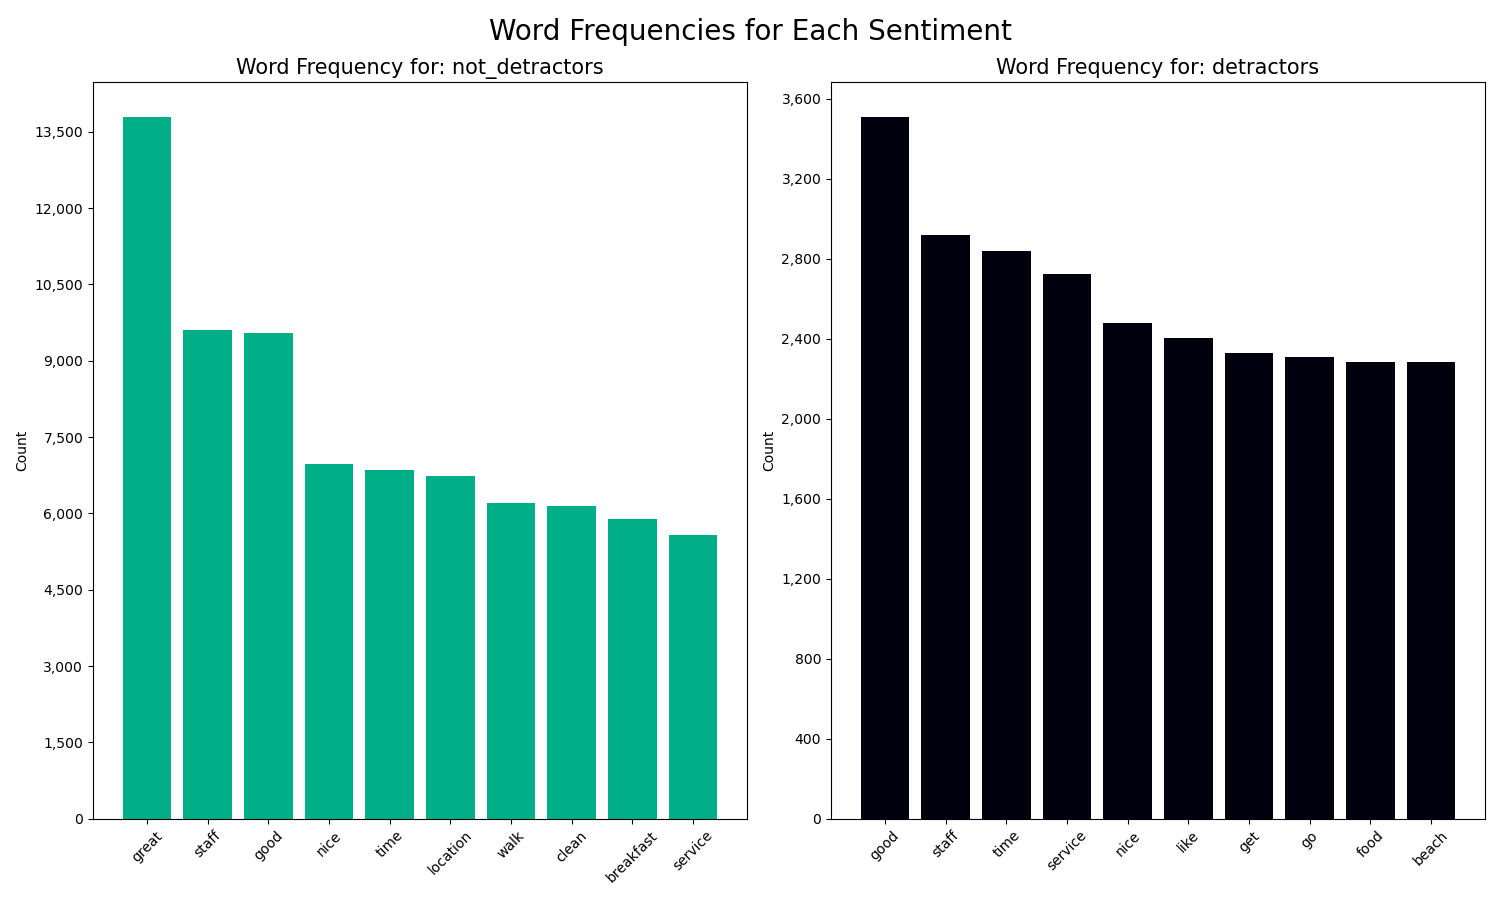 Word Frequencies for Each Sentiment
Word Frequency for: not_detractors
13,500
12,000
10,500
9,000
7,500
6,000
4,500
3,000
1,500
0
Count
great
staff
good
nice
time
location
walk
clean
breakfast
service
Word Frequency for: detractors
3,600
3,200
2,800
2,400
2,000
1,600
1,200
800
400
0
Count
good
staff
time
service
nice
like
get
go
food
beach